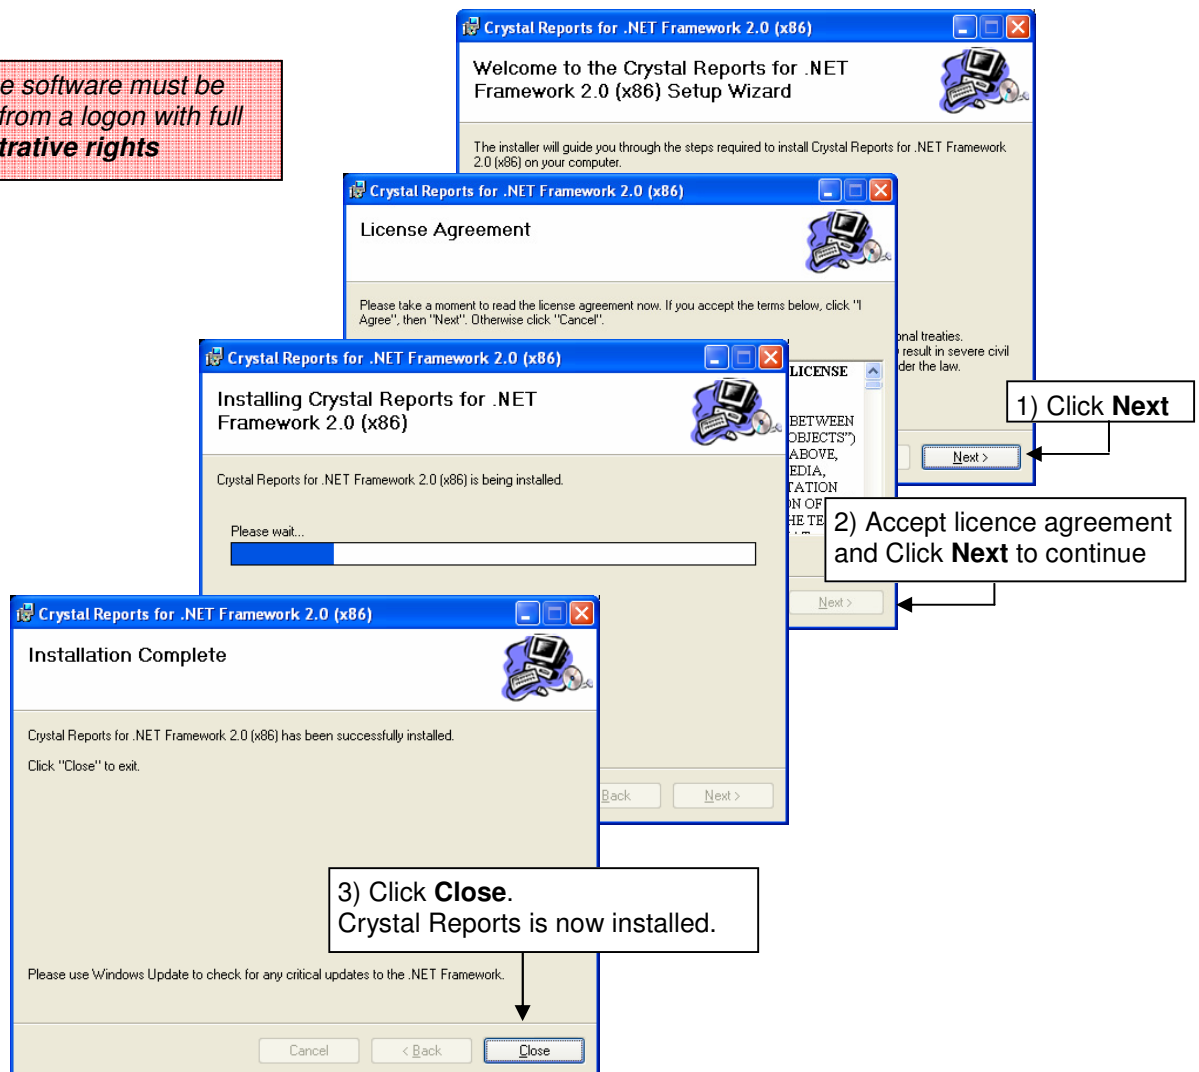 Crystal Reports for .NET Framework 2.0 (x86)
Welcome to the Crystal Reports for .NET
Framework 2.0 (x86) Setup Wizard
The installer will guide you through the steps required to install Crystal Reports for .NET Framework
2.0 (x86) on your computer.
e software must be
from a logon with full
trative rights
Crystal Reports for .NET Framework 2.0 (x86)
License Agreement
Please take a moment to read the license agreement now. If you accept the terms below, click "I
Agree", then "Next". Otherwise click "Cancel".
onal treaties.
result in severe civil
der the law.
1) Click Next
Next >
Crystal Reports for .NET Framework 2.0 (x86)
Installing Crystal Reports for .NET
Framework 2.0 (x86)
Crystal Reports for .NET Framework 2.0 (x86) is being installed.
Please wait...
LICENSE
BETWEEN
OBJECTS")
ABOVE,
EDIA,
TATION
ON OF
HE TE
2) Accept licence agreement
and Click Next to continue
Next >
Crystal Reports for .NET Framework 2.0 (x86)
Installation Complete
Crystal Reports for .NET Framework 2.0 (x86) has been successfully installed.
Click "Close" to exit.
Back
Next >
3) Click Close.
Crystal Reports is now installed.
Please use Windows Update to check for any critical updates to the .NET Framework.
Cancel
< Back
Close